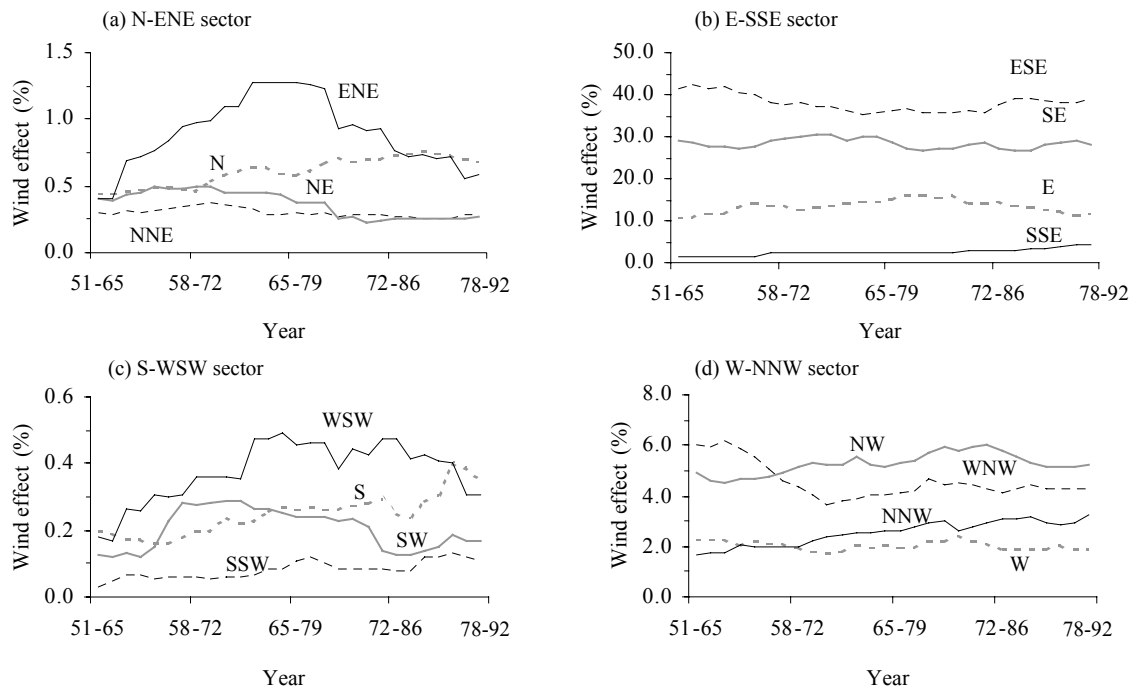 (a) N-ENE sector
Wind effect (%)
1.5
1.0
0.5
0.0
ENE
N
NE
NNE
51-65 58-72 65-79 72-86 78-92
Year
(b) E-SSE sector
Wind effect (%)
50.0
40.0
30.0
20.0
10.0
0.0
ESE
SE
E
SSE
51-65 58-72 65-79 72-86 78-92
Year
(c) S-WSW sector
Wind effect (%)
0.6
0.4
0.2
0.0
WSW
S
SW
SSW
51-65 58-72 65-79 72-86 78-92
Year
(d) W-NNW sector
Wind effect (%)
8.0
6.0
4.0
2.0
0.0
NW
WNW
NNW
W
51-65 58-72 65-79 72-86 78-92
Year